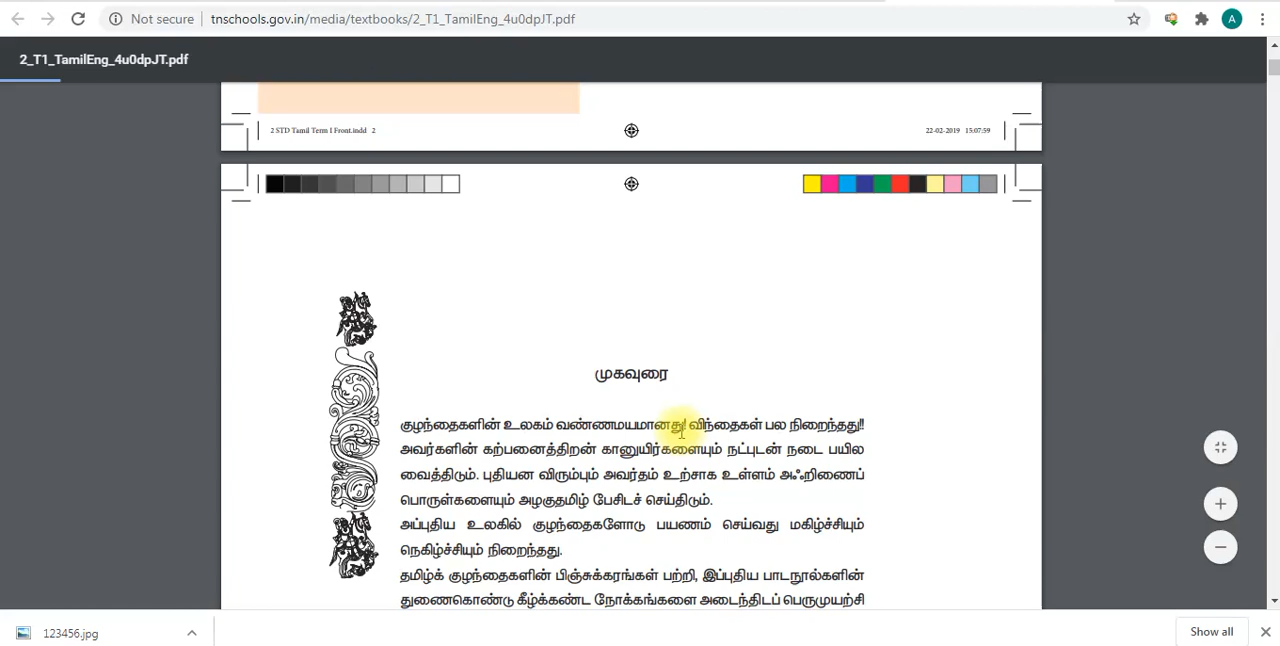 Not secure
tnschools.gov.in/media/textbooks/2_T1_TamilEng_4u0dpJT.pdf
A
2_T1_TamilEng_4u0dpJT.pdf
2 STD Tamil Term I Front.indd 2
22-02-2019 15:07:59
முகவுரை
குழந்தைகளின் உலகம் வண்ணமயமானது! விந்தைகள் பல நிறைந்தது!!
அவர்களின் கற்பனைத்திறன் கானுயிர்களையும் நட்புடன் நடை பயில
வைத்திடும். புதியன விரும்பும் அவர்தம் உற்சாக உள்ளம் அஃறிணைப்
பொருள்களையும் அழகுதமிழ் பேசிடச் செய்திடும்.
அப்புதிய உலகில் குழந்தைகளோடு பயணம் செய்வது மகிழ்ச்சியும்
நெகிழ்ச்சியும் நிறைந்தது.
தமிழ்க் குழந்தைகளின் பிஞ்சுக்கரங்கள் பற்றி, இப்புதிய பாடநூல்களின்
துணைகொண்டு கீழ்க்கண்ட நோக்கங்களை அடைந்திடப் பெருமுயற்சி
123456.jpg
Show all